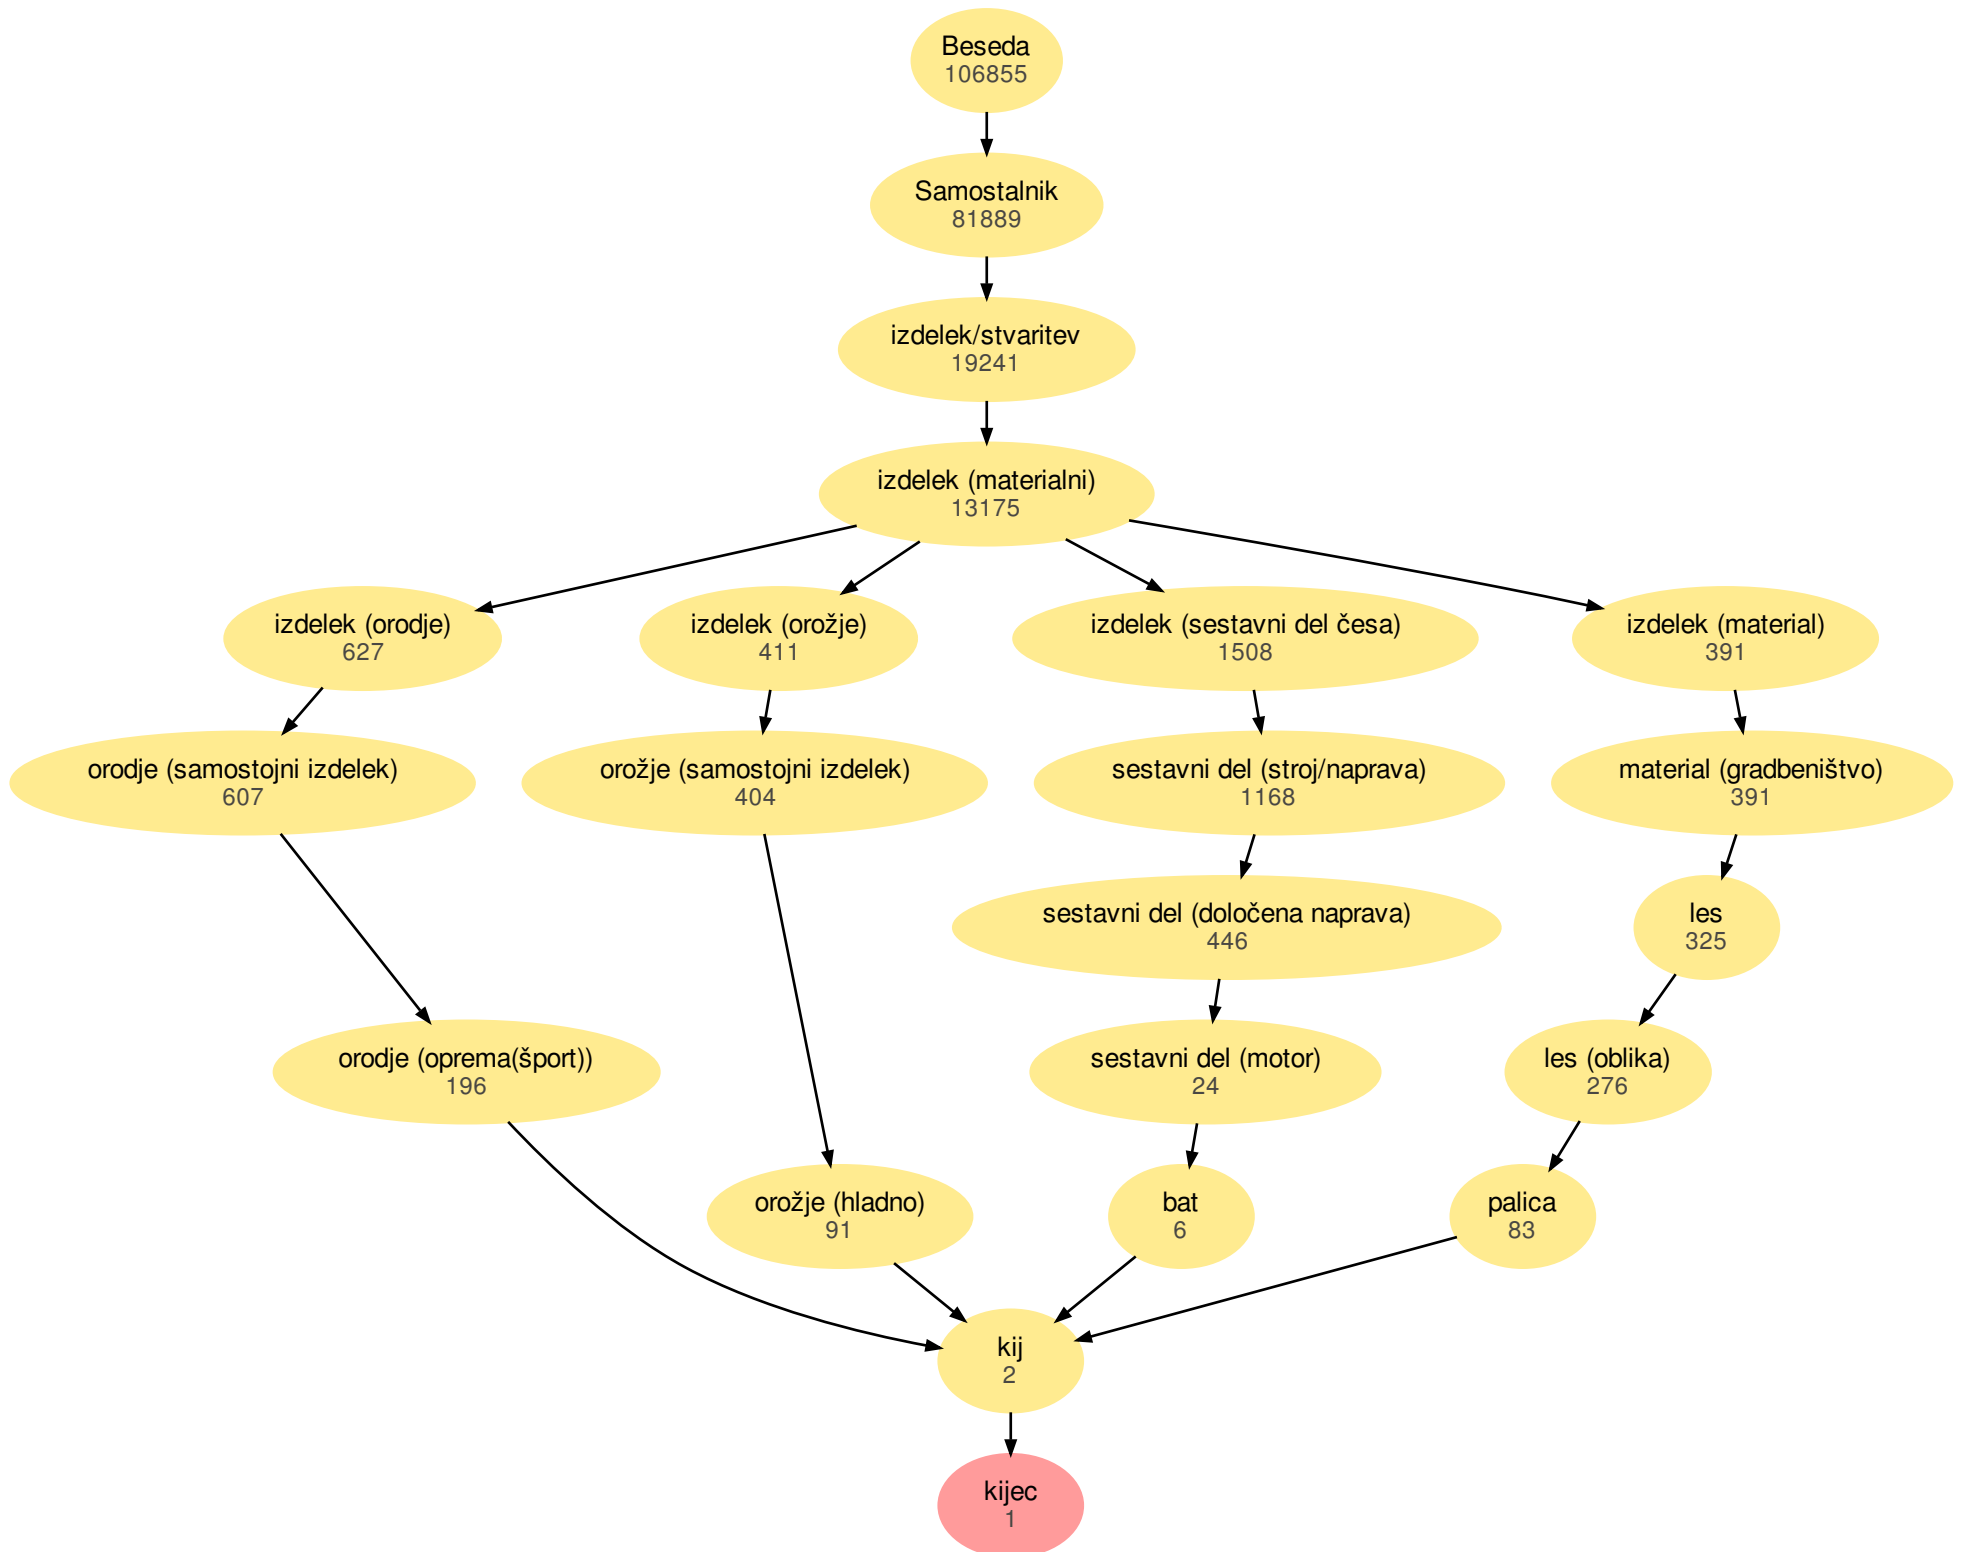 Beseda
106855
Samostalnik
81889
izdelek/stvaritev
19241
izdelek (materialni)
13175
izdelek (orodje)
627
izdelek (orožje)
411
izdelek (sestavni del česa)
1508
izdelek (material)
391
orodje (samostojni izdelek)
607
orožje (samostojni izdelek)
404
sestavni del (stroj/naprava)
1168
material (gradbeništvo)
391
sestavni del (določena naprava)
446
les
325
orodje (oprema(šport))
196
sestavni del (motor)
24
les (oblika)
276
orožje (hladno)
91
bat
6
palica
83
kij
2
kijec
1